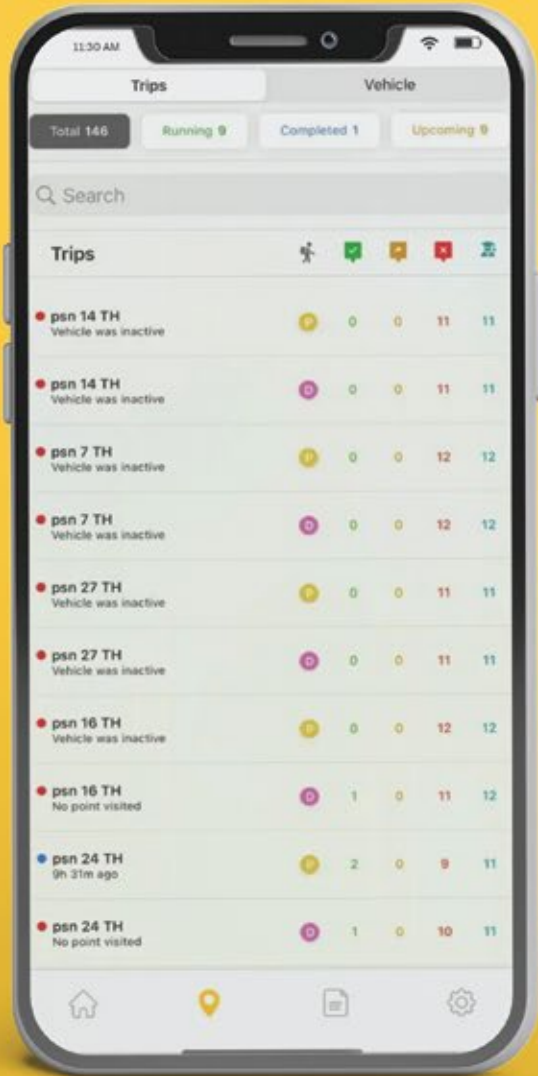 11:30 AM
Trips Vehicle
Total 146 Running 9 Completed 1 Upcoming 9
Search
Trips
psn 14 TH P 0 0 11 11
Vehicle was inactive
psn 14 TH D 0 0 11 11
Vehicle was inactive
psn 7 TH P 0 0 12 12
Vehicle was inactive
psn 7 TH D 0 0 12 12
Vehicle was inactive
psn 27 TH P 0 0 11 11
Vehicle was inactive
psn 27 TH D 0 0 11 11
Vehicle was inactive
psn 16 TH P 0 0 12 12
Vehicle was inactive
psn 16 TH D 1 0 11 12
No point visited
psn 24 TH P 2 0 9 11
9h 31m ago
psn 24 TH D 1 0 10 11
No point visited